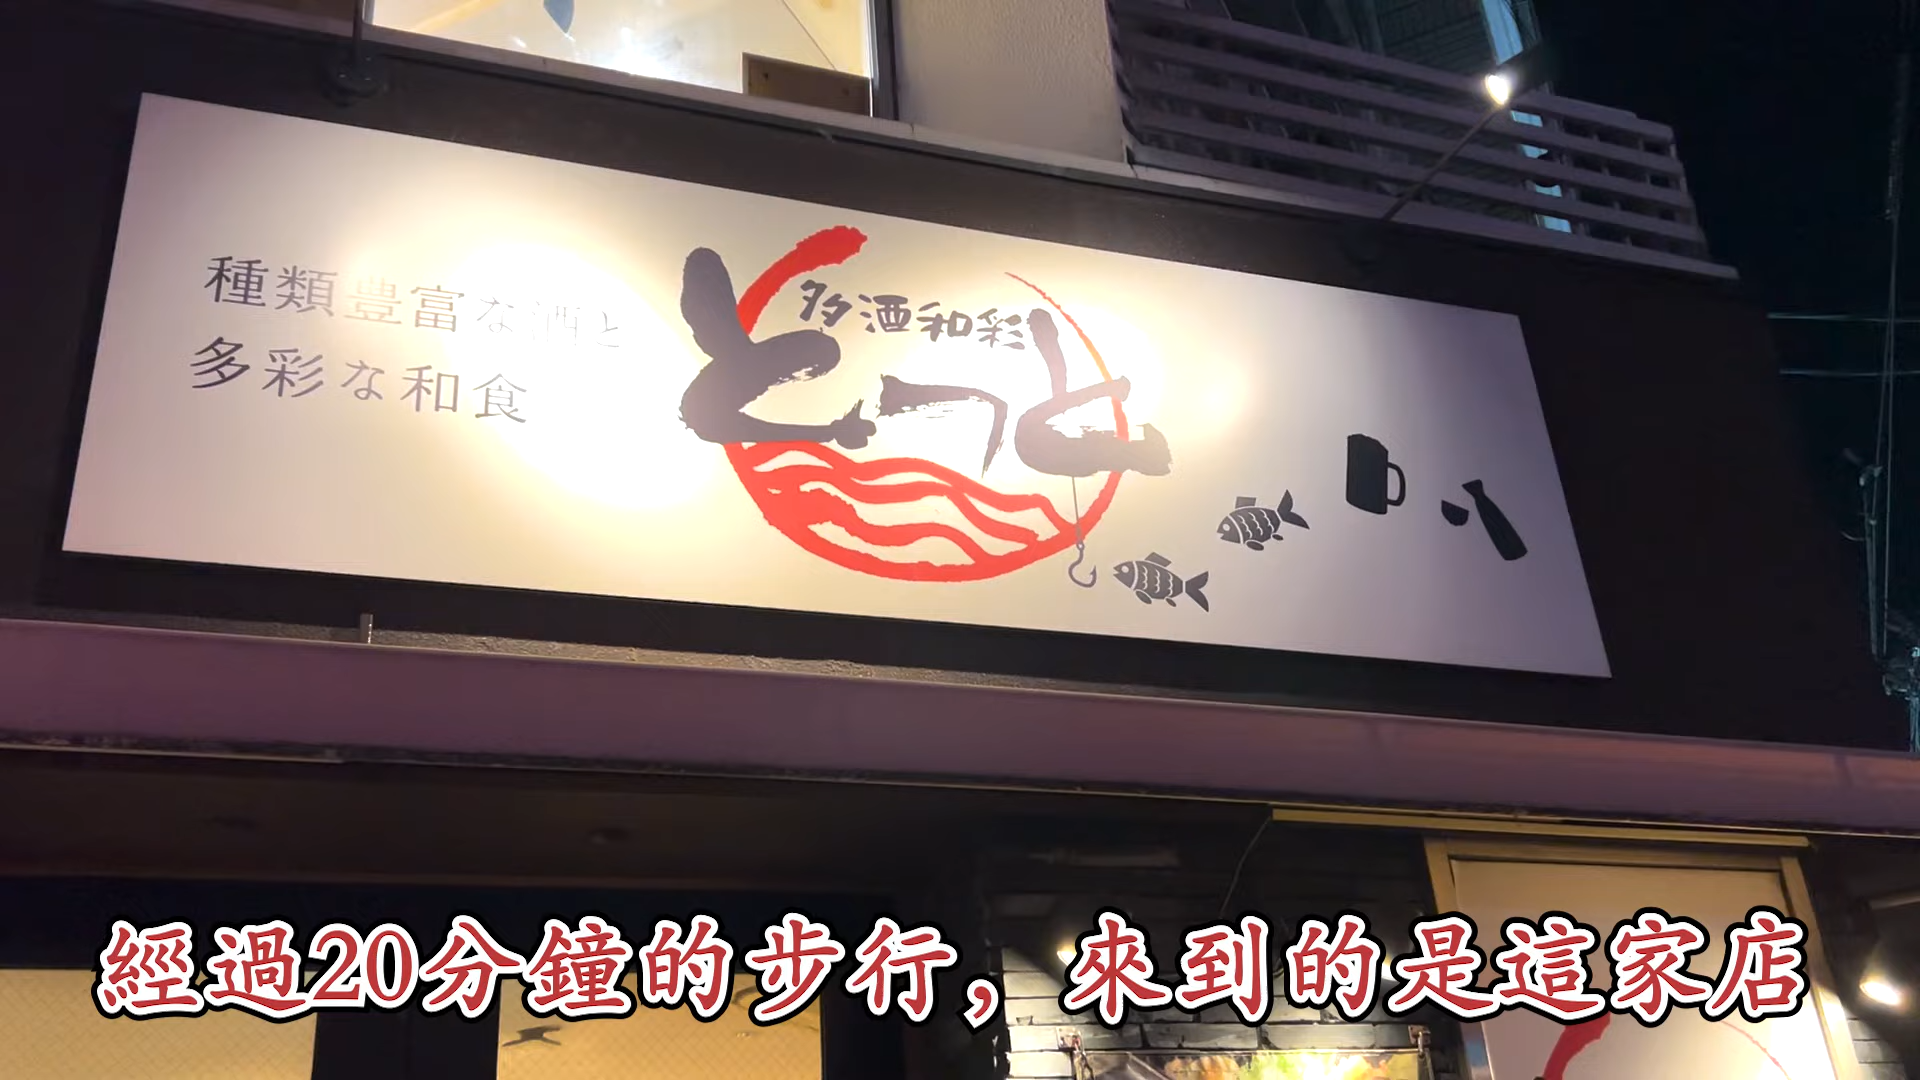 種類豊富な酒と
多彩な和食
多酒和彩
とっと
經過20分鐘的步行，來到的是這家店